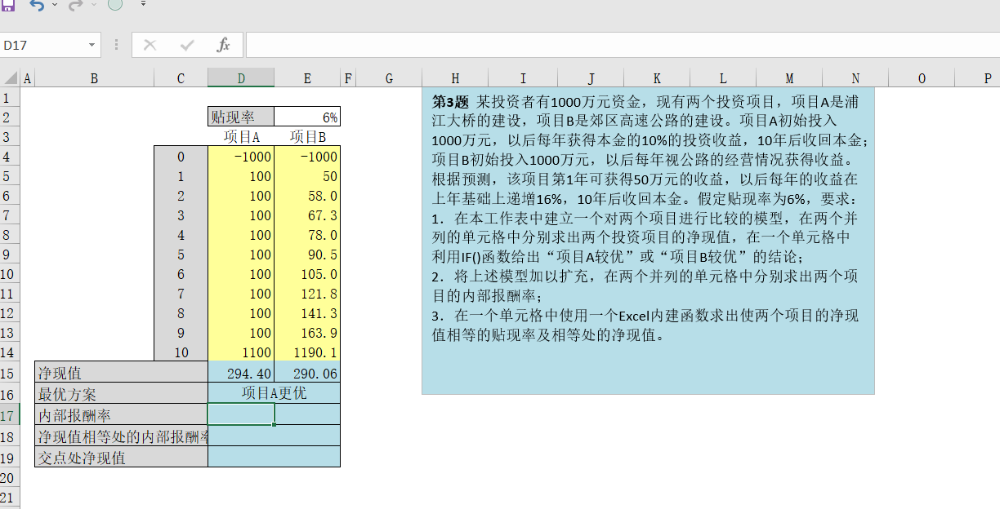 D17
fx
A B C D E F G H I J K L M N O P
1
2 贴现率 6%
3 项目A 项目B
4 0 -1000 -1000
5 1 100 50
6 2 100 58.0
7 3 100 67.3
8 4 100 78.0
9 5 100 90.5
10 6 100 105.0
11 7 100 121.8
12 8 100 141.3
13 9 100 163.9
14 10 1100 1190.1
15 净现值 294.40 290.06
16 最优方案 项目A更优
17 内部报酬率
18 净现值相等处的内部报酬率
19 交点处净现值
20
21
第3题 某投资者有1000万元资金，现有两个投资项目，项目A是浦
江大桥的建设，项目B是郊区高速公路的建设。项目A初始投入
1000万元，以后每年获得本金的10%的投资收益，10年后收回本金；
项目B初始投入1000万元，以后每年视公路的经营情况获得收益。
根据预测，该项目第1年可获得50万元的收益，以后每年的收益在
上年基础上递增16%，10年后收回本金。假定贴现率为6%，要求：
1．在本工作表中建立一个对两个项目进行比较的模型，在两个并
列的单元格中分别求出两个投资项目的净现值，在一个单元格中
利用IF()函数给出“项目A较优”或“项目B较优”的结论；
2．将上述模型加以扩充，在两个并列的单元格中分别求出两个项
目的内部报酬率；
3．在一个单元格中使用一个Excel内建函数求出使两个项目的净现
值相等的贴现率及相等处的净现值。